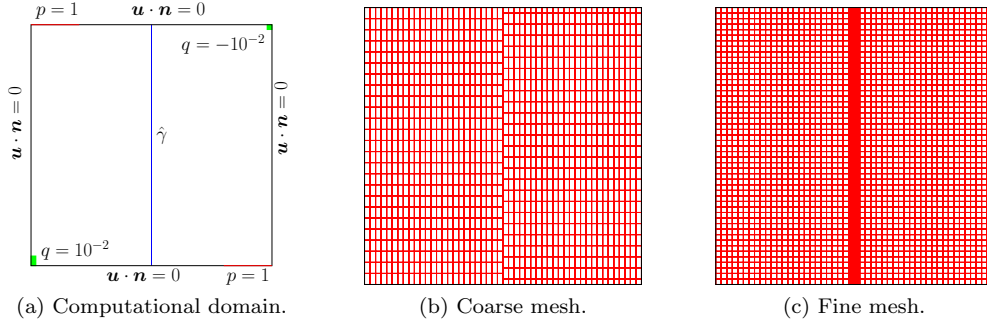 p = 1
u · n = 0
q = −10⁻²
u · n = 0
u · n = 0
γ̂
q = 10⁻²
u · n = 0
p = 1
(a) Computational domain.
(b) Coarse mesh.
(c) Fine mesh.